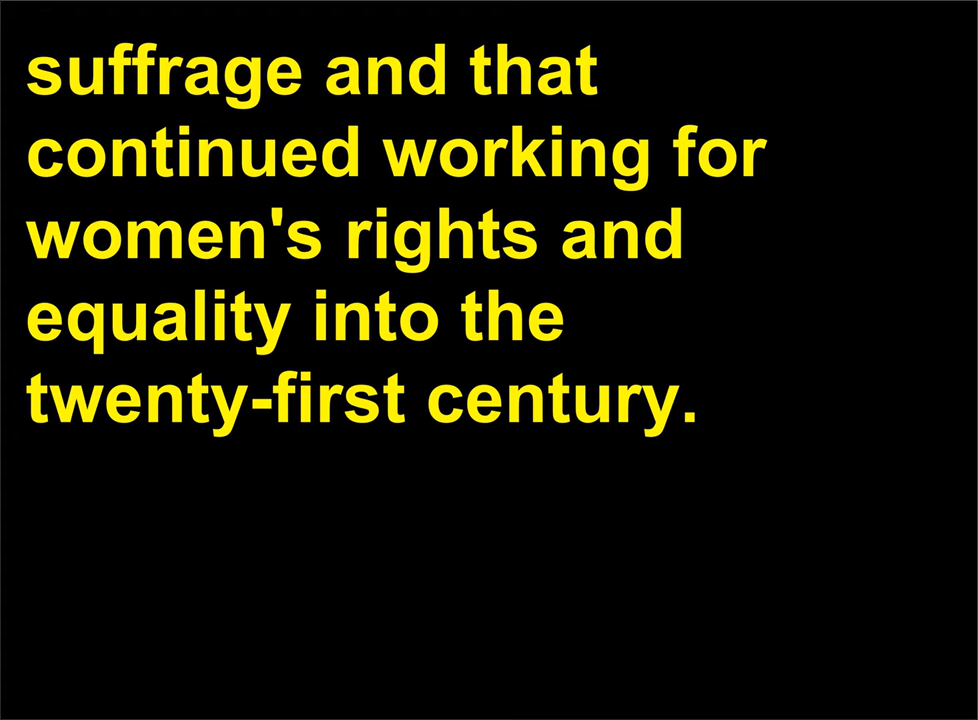 suffrage and that
continued working for
women's rights and
equality into the
twenty-first century.